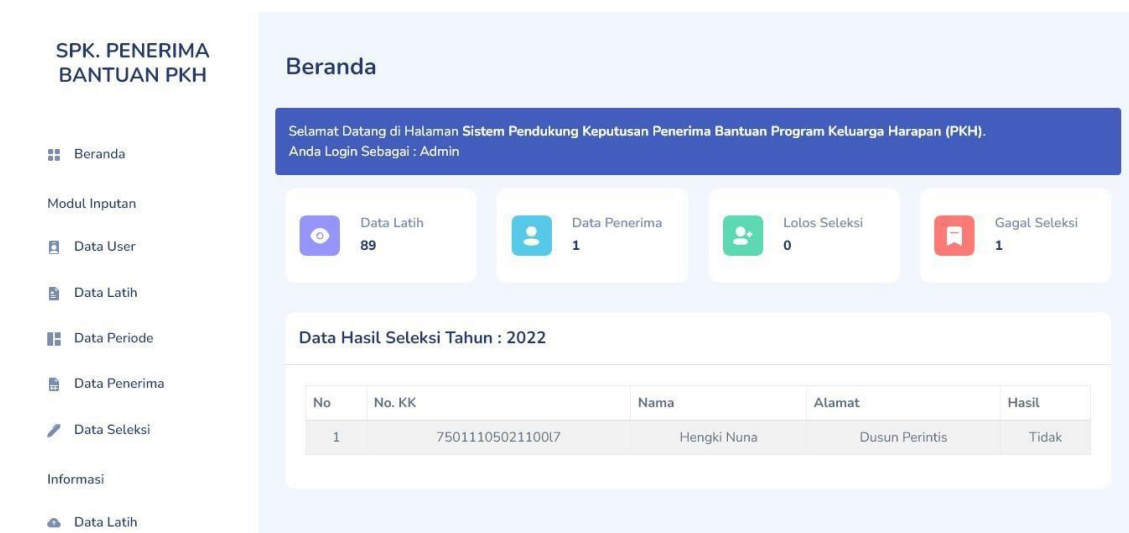 SPK. PENERIMA
BANTUAN PKH
Beranda
Modul Inputan
Data User
Data Latih
Data Periode
Data Penerima
Data Seleksi
Informasi
Data Latih
Beranda
Selamat Datang di Halaman Sistem Pendukung Keputusan Penerima Bantuan Program Keluarga Harapan (PKH).
Anda Login Sebagai : Admin
Data Latih
89
Data Penerima
1
Lolos Seleksi
0
Gagal Seleksi
1
Data Hasil Seleksi Tahun : 2022
No No. KK Nama Alamat Hasil
1 75011105021100l7 Hengki Nuna Dusun Perintis Tidak